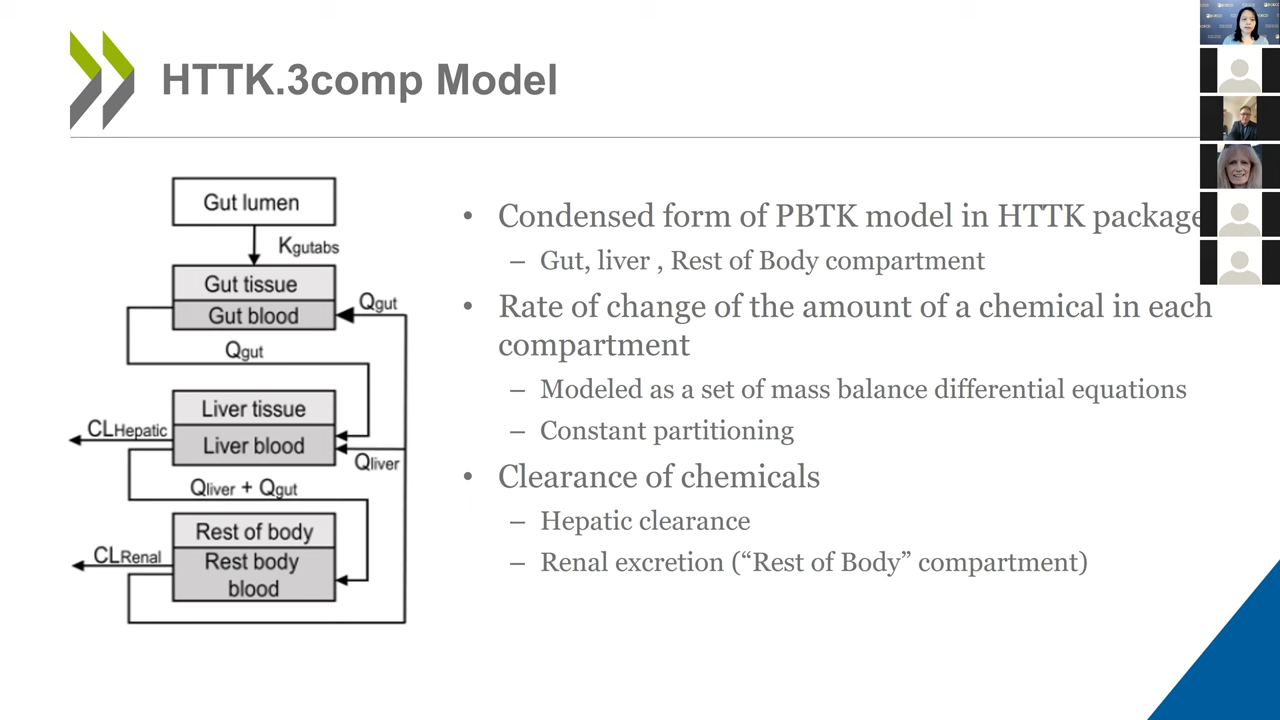 HTTK.3comp Model
Gut lumen
Kgutabs
Gut tissue
Gut blood
Qgut
Qgut
Liver tissue
Liver blood
CLHepatic
Qliver
Qliver + Qgut
Rest of body
Rest body
blood
CLRenal
• Condensed form of PBTK model in HTTK package
– Gut, liver , Rest of Body compartment
• Rate of change of the amount of a chemical in each
compartment
– Modeled as a set of mass balance differential equations
– Constant partitioning
• Clearance of chemicals
– Hepatic clearance
– Renal excretion (“Rest of Body” compartment)